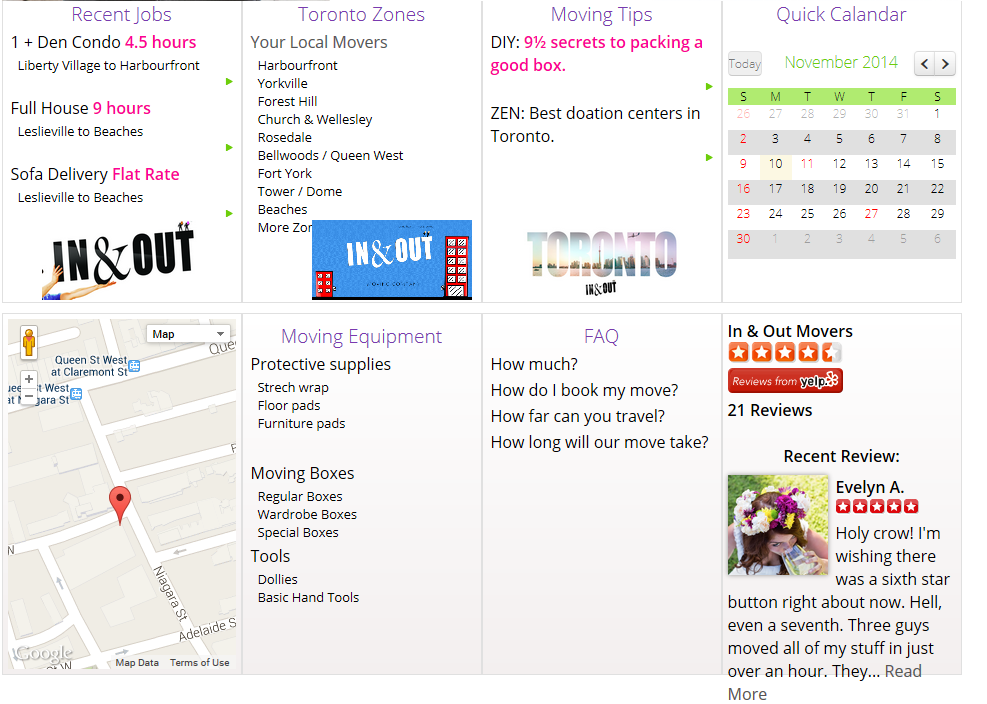 Recent Jobs
1 + Den Condo 4.5 hours
Liberty Village to Harbourfront
Full House 9 hours
Leslieville to Beaches
Sofa Delivery Flat Rate
Leslieville to Beaches
IN & OUT
Toronto Zones
Your Local Movers
Harbourfront
Yorkville
Forest Hill
Church & Wellesley
Rosedale
Bellwoods / Queen West
Fort York
Tower / Dome
Beaches
More Zon
IN & OUT
Moving Tips
DIY: 9½ secrets to packing a
good box.
ZEN: Best doation centers in
Toronto.
TORONTO
IN & OUT
Quick Calandar
Today November 2014 < >
S M T W T F S
26 27 28 29 30 31 1
2 3 4 5 6 7 8
9 10 11 12 13 14 15
16 17 18 19 20 21 22
23 24 25 26 27 28 29
30 1 2 3 4 5 6
Map
Queen St West
at Claremont St
Que
een St West
at Niagara St
+
−
N
Niagara St
Adelaide S
Google
Map Data Terms of Use
Moving Equipment
Protective supplies
Strech wrap
Floor pads
Furniture pads
Moving Boxes
Regular Boxes
Wardrobe Boxes
Special Boxes
Tools
Dollies
Basic Hand Tools
FAQ
How much?
How do I book my move?
How far can you travel?
How long will our move take?
In & Out Movers
Reviews from yelp
21 Reviews
Recent Review:
Evelyn A.
Holy crow! I'm
wishing there
was a sixth star
button right about now. Hell,
even a seventh. Three guys
moved all of my stuff in just
over an hour. They... Read
More